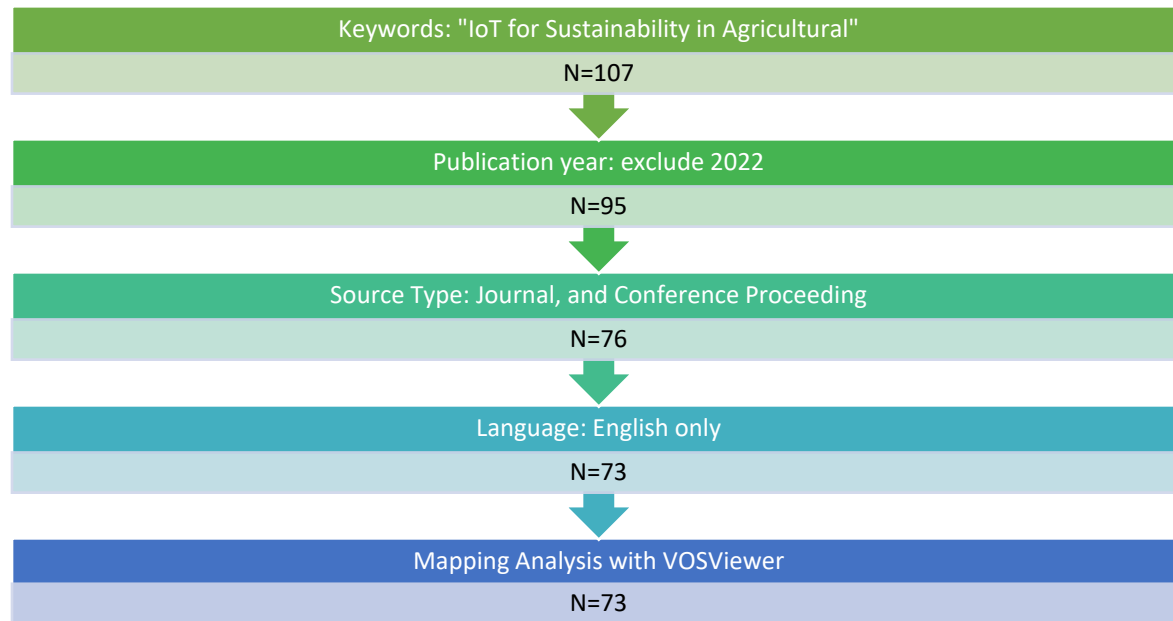 Keywords: "IoT for Sustainability in Agricultural"
N=107
Publication year: exclude 2022
N=95
Source Type: Journal, and Conference Proceeding
N=76
Language: English only
N=73
Mapping Analysis with VOSViewer
N=73